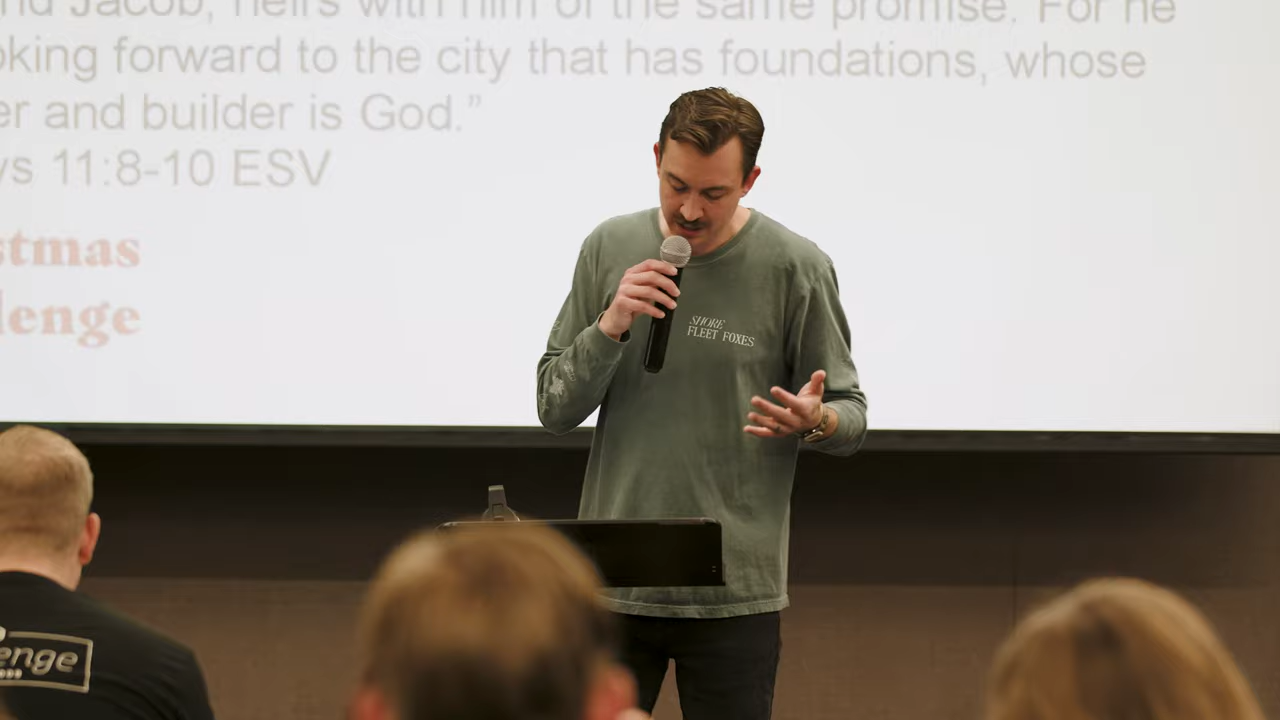 nd Jacob, heirs with him of the same promise. For he
oking forward to the city that has foundations, whose
er and builder is God.”
ws 11:8-10 ESV
stmas
lenge
SHORE
FLEET FOXES
enge